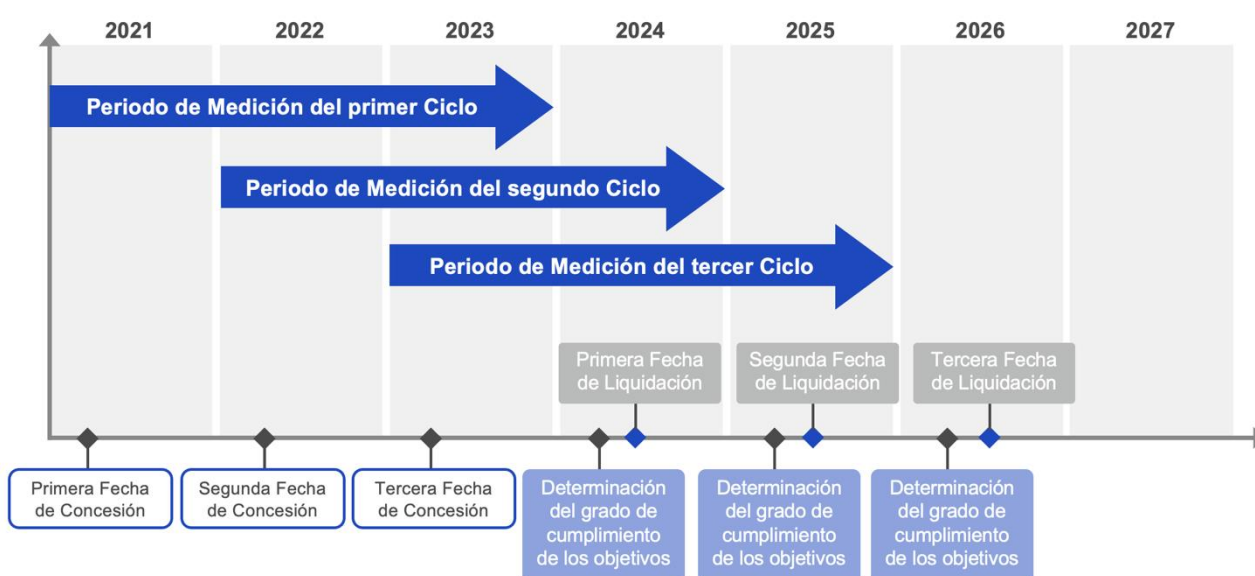 2021 2022 2023 2024 2025 2026 2027
Periodo de Medición del primer Ciclo
Periodo de Medición del segundo Ciclo
Periodo de Medición del tercer Ciclo
Primera Fecha
de Liquidación
Segunda Fecha
de Liquidación
Tercera Fecha
de Liquidación
Primera Fecha
de Concesión
Segunda Fecha
de Concesión
Tercera Fecha
de Concesión
Determinación
del grado de
cumplimiento
de los objetivos
Determinación
del grado de
cumplimiento
de los objetivos
Determinación
del grado de
cumplimiento
de los objetivos